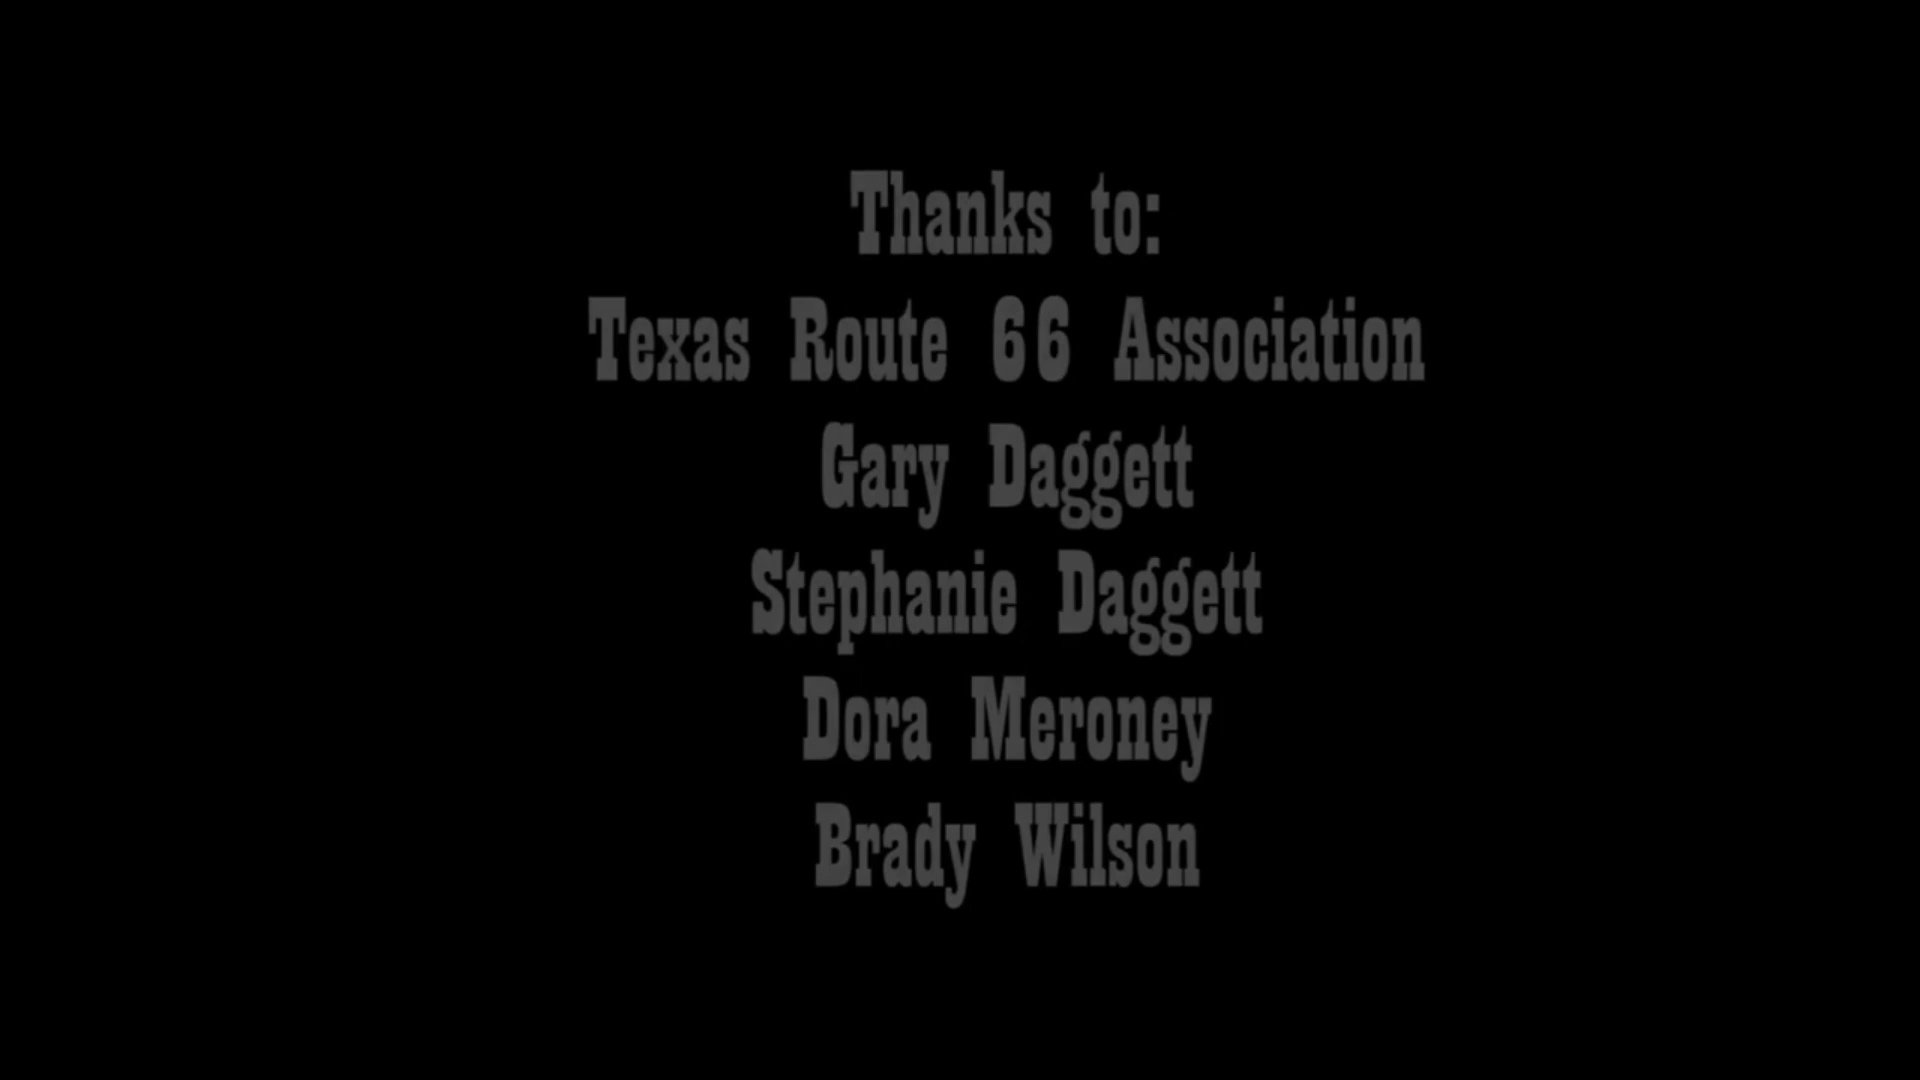 Thanks to:
Texas Route 66 Association
Gary Daggett
Stephanie Daggett
Dora Meroney
Brady Wilson